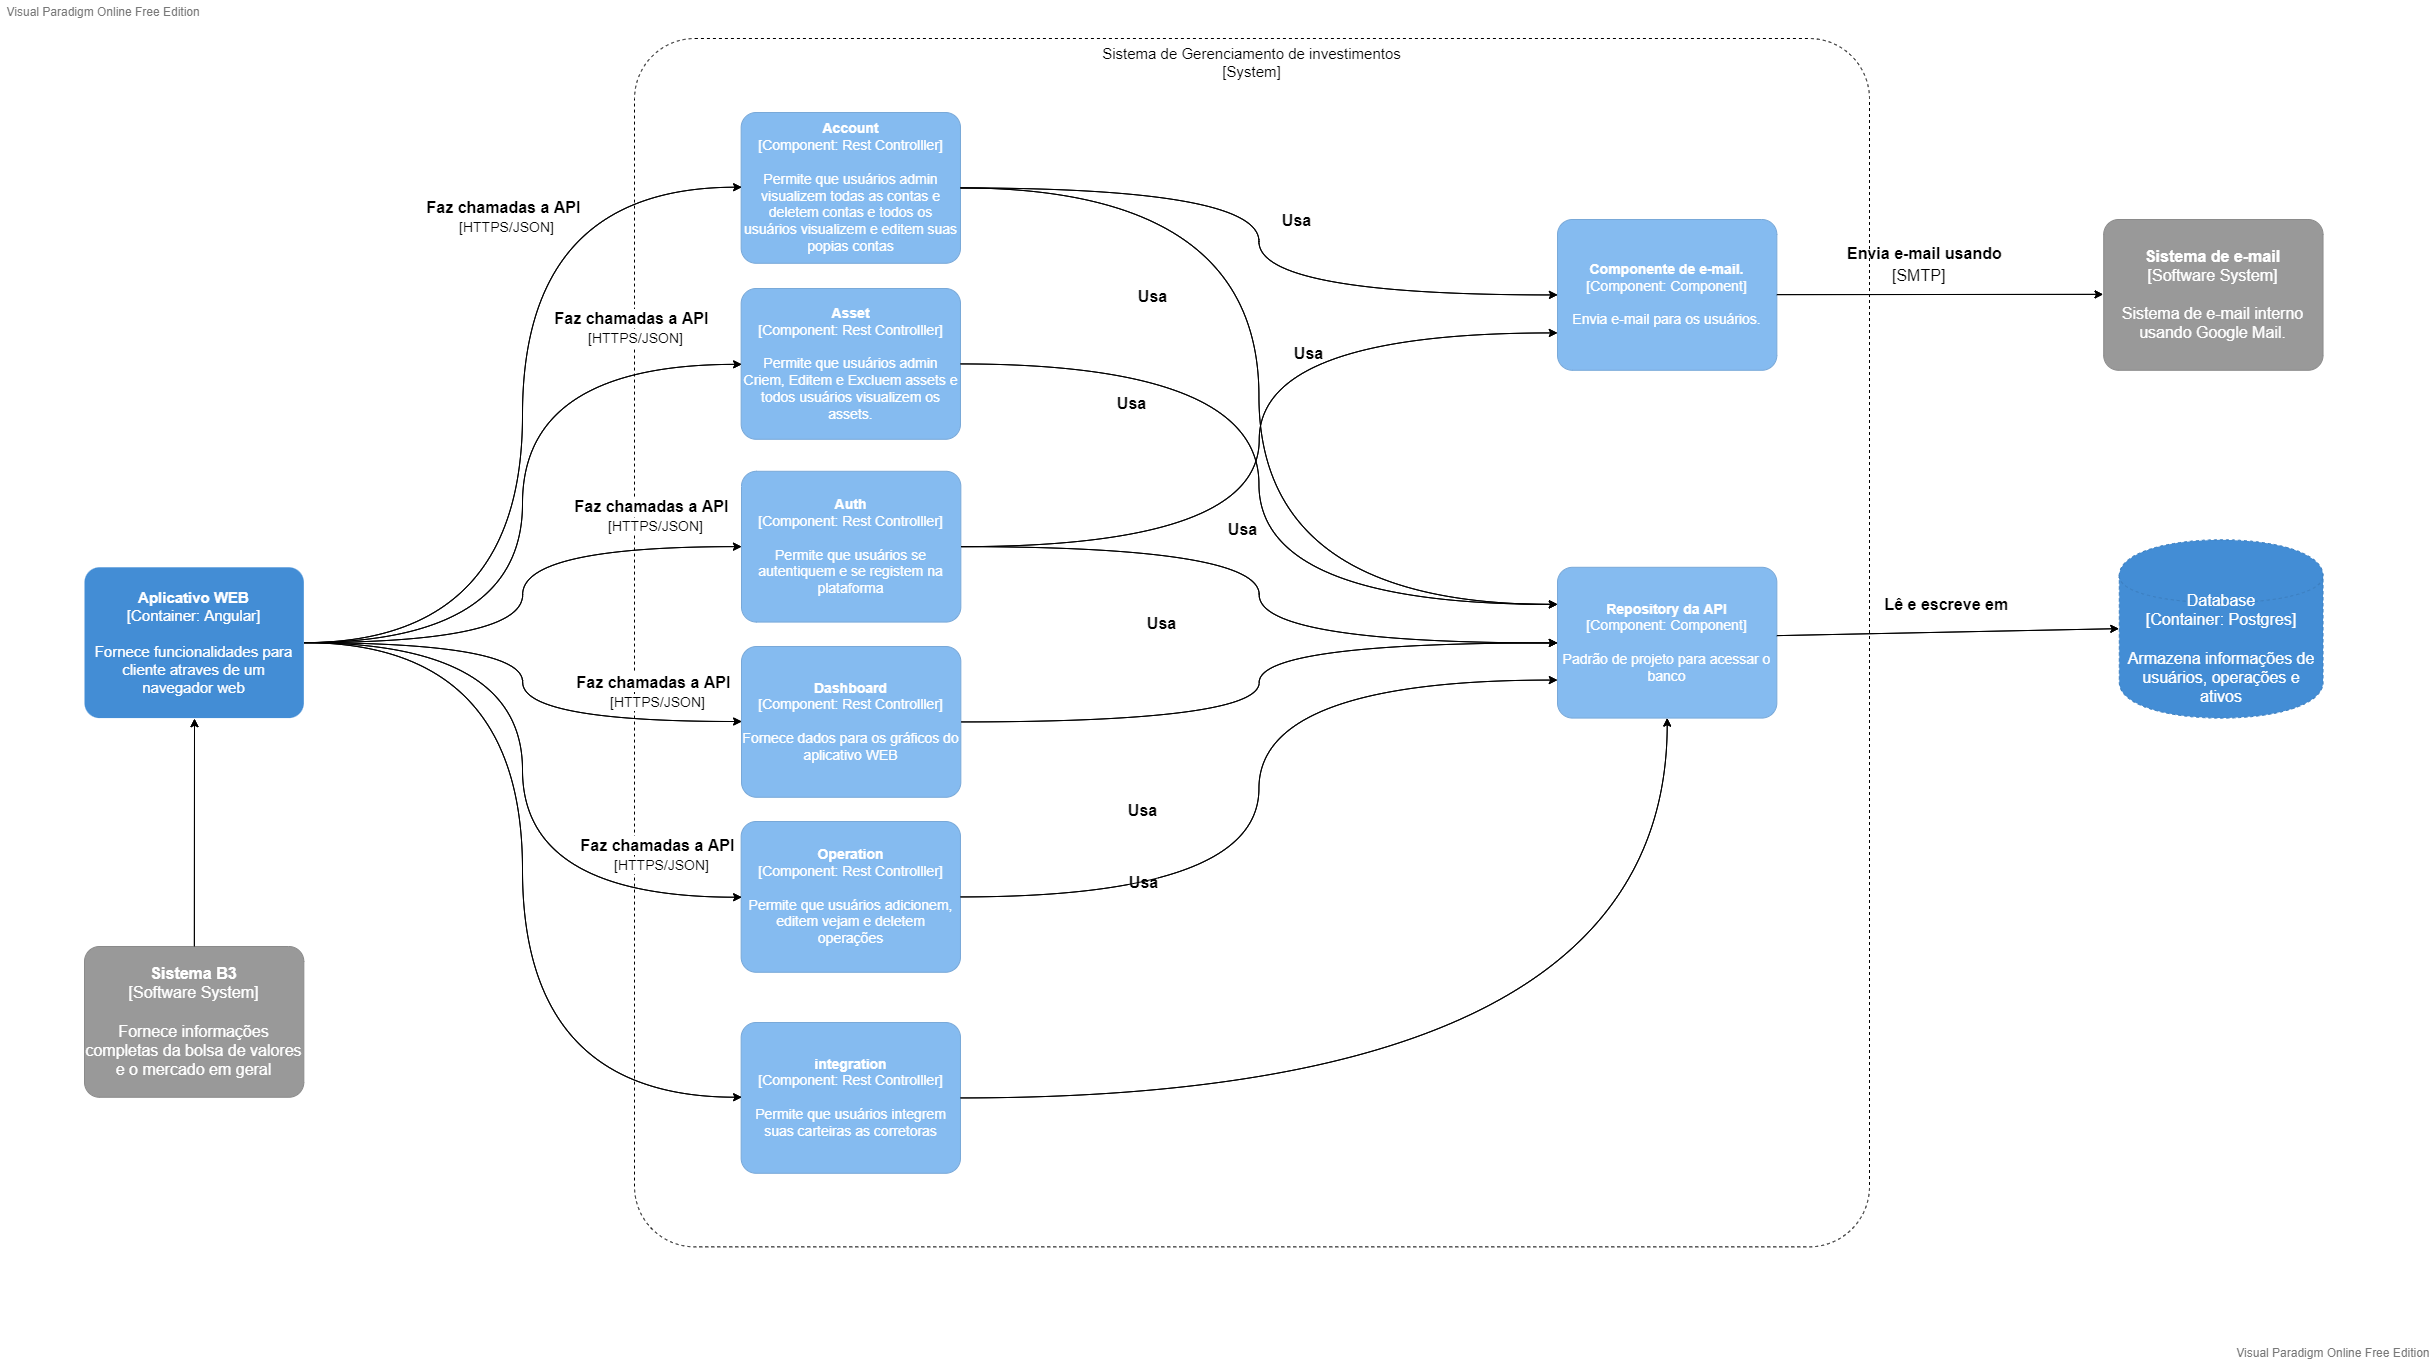 Visual Paradigm Online Free Edition
Sistema de Gerenciamento de investimentos
[System]
Account
[Component: Rest Controlller]
Permite que usuários admin
visualizem todas as contas e
deletem contas e todos os
usuários visualizem e editem suas
popias contas
Faz chamadas a API
[HTTPS/JSON]
Usa
Usa
Componente de e-mail.
[Component: Component]
Envia e-mail para os usuários.
Envia e-mail usando
[SMTP]
Sistema de e-mail
[Software System]
Sistema de e-mail interno
usando Google Mail.
Faz chamadas a API
[HTTPS/JSON]
Asset
[Component: Rest Controlller]
Permite que usuários admin
Criem, Editem e Excluem assets e
todos usuários visualizem os
assets.
Usa
Usa
Faz chamadas a API
[HTTPS/JSON]
Auth
[Component: Rest Controlller]
Permite que usuários se
autentiquem e se registem na
plataforma
Usa
Aplicativo WEB
[Container: Angular]
Fornece funcionalidades para
cliente atraves de um
navegador web
Usa
Repository da API
[Component: Component]
Padrão de projeto para acessar o
banco
Lê e escreve em
Database
[Container: Postgres]
Armazena informações de
usuários, operações e
ativos
Faz chamadas a API
[HTTPS/JSON]
Dashboard
[Component: Rest Controlller]
Fornece dados para os gráficos do
aplicativo WEB
Usa
Faz chamadas a API
[HTTPS/JSON]
Operation
[Component: Rest Controlller]
Permite que usuários adicionem,
editem vejam e deletem
operações
Usa
Sistema B3
[Software System]
Fornece informações
completas da bolsa de valores
e o mercado em geral
integration
[Component: Rest Controlller]
Permite que usuários integrem
suas carteiras as corretoras
Visual Paradigm Online Free Edition